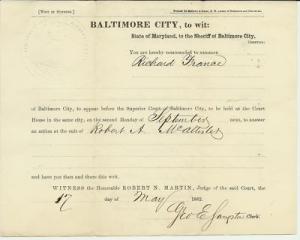 [WRIT OF SUMMONS.]
BALTIMORE CITY, to wit:
State of Maryland, to the Sheriff of Baltimore City,
GREETING:
You are hereby commanded to summon
Richard France
of Baltimore City, to appear before the Superior Court of Baltimore City, to be held at the Court
House in the same city, on the second Monday of September next, to answer
an action at the suit of Robert A. McAllister
and have you then and there this writ.
WITNESS the Honorable ROBERT N. MARTIN, Judge of the said Court, the
17 day of May 1862.
Geo E Sangston Clerk.